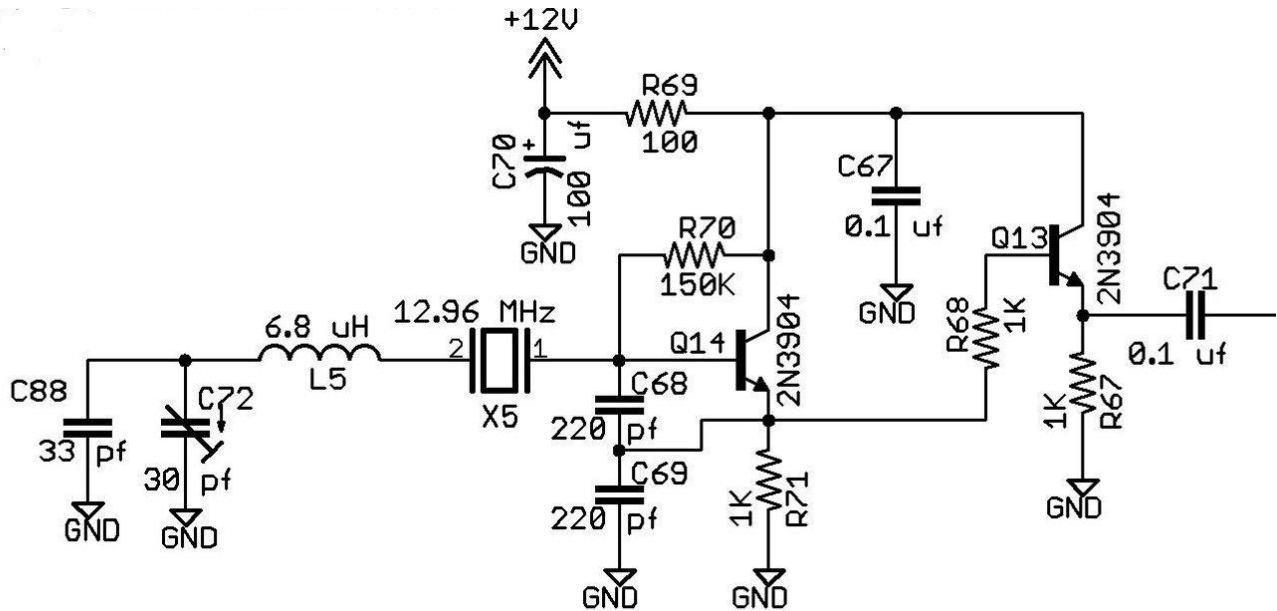 +12V
R69
100
C70
+
100 uf
GND
C67
0.1 uf
GND
R70
150K
Q13
2N3904
C71
0.1 uf
12.96 MHz
2
1
X5
6.8 uH
L5
Q14
2N3904
R68
1K
C88
33 pf
GND
C72
30 pf
GND
C68
220 pf
C69
220 pf
GND
1K
R71
GND
1K
R67
GND